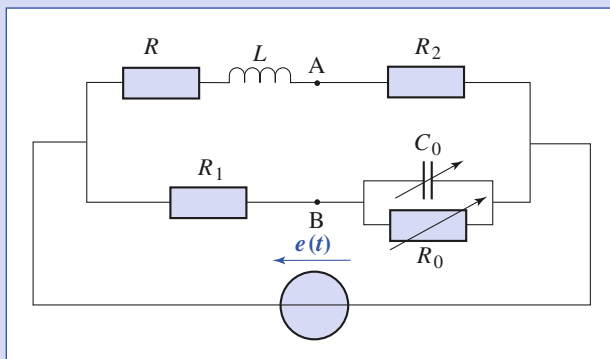 R L A R₂
C₀
R₁
B
e(t)
R₀